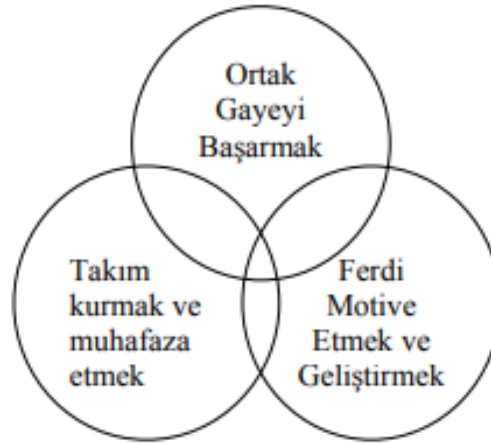 Ortak
Gayeyi
Başarmak
Takım
kurmak ve
muhafaza
etmek
Ferdi
Motive
Etmek ve
Geliştirmek